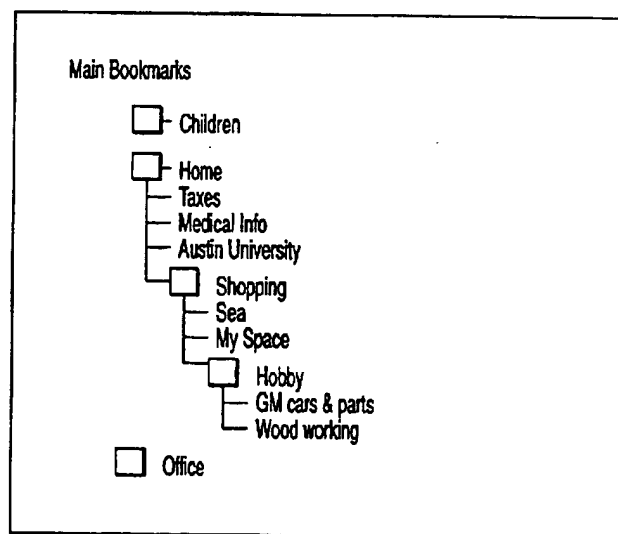 Main Bookmarks
Children
Home
Taxes
Medical Info
Austin University
Shopping
Sea
My Space
Hobby
GM cars & parts
Wood working
Office